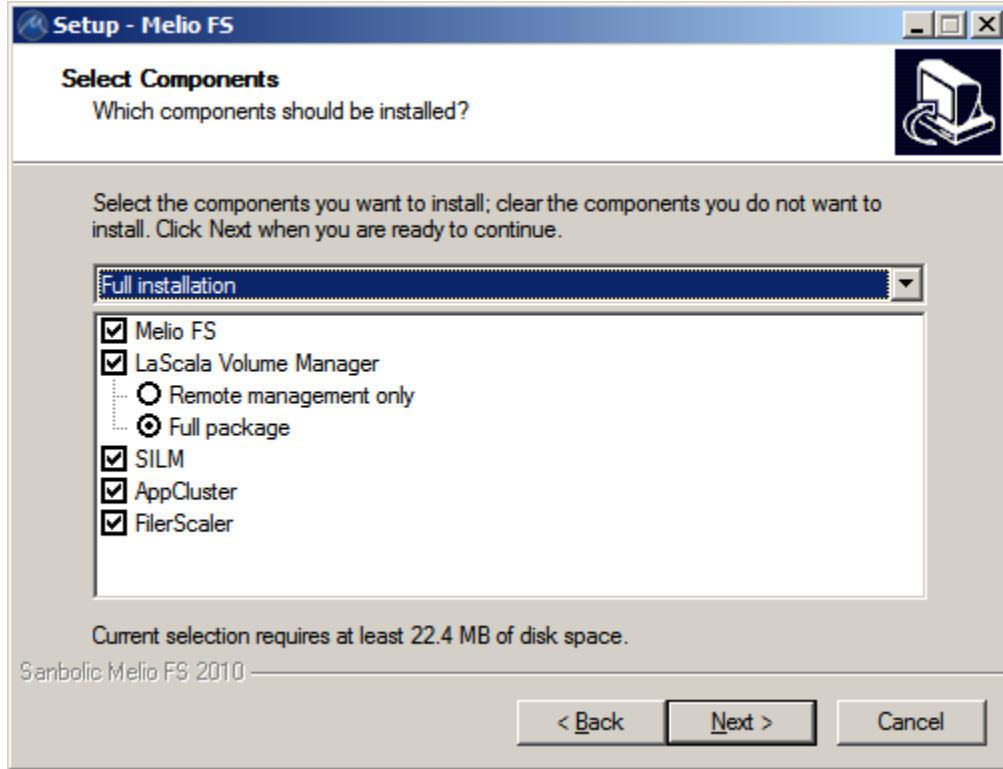 Setup - Melio FS
Select Components
Which components should be installed?
Select the components you want to install; clear the components you do not want to
install. Click Next when you are ready to continue.
Full installation
Melio FS
LaScala Volume Manager
Remote management only
Full package
SILM
AppCluster
FilerScaler
Current selection requires at least 22.4 MB of disk space.
Sanbolic Melio FS 2010
< Back
Next >
Cancel